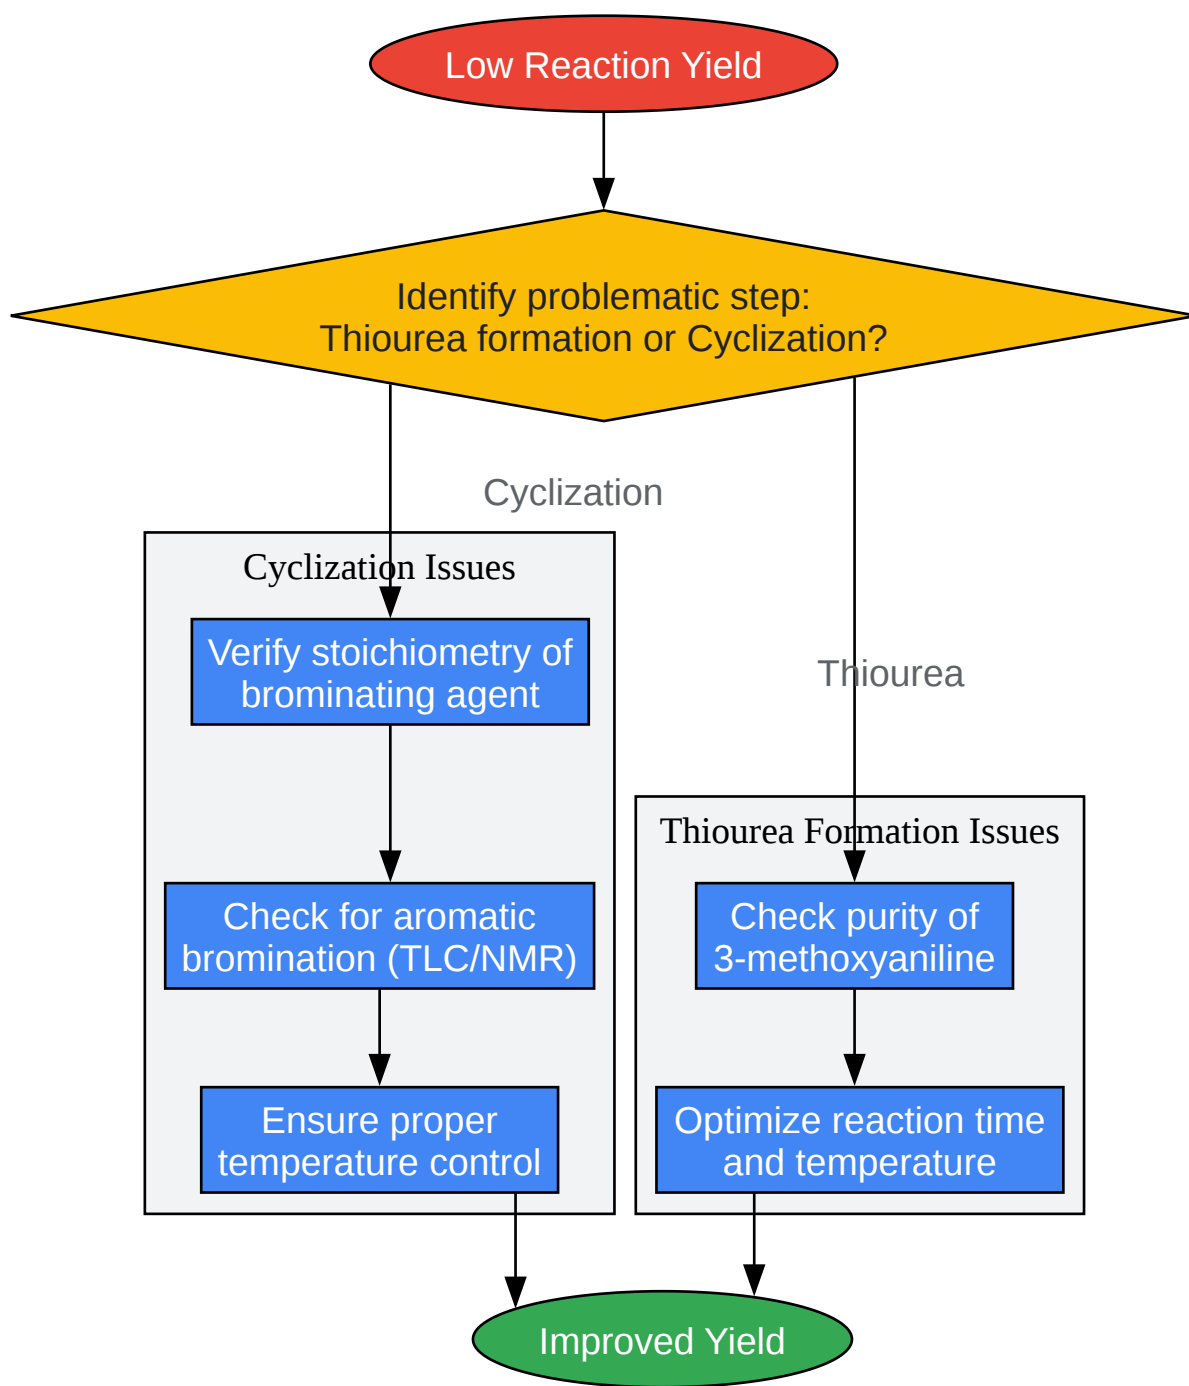 Low Reaction Yield
Identify problematic step:
Thiourea formation or Cyclization?
Cyclization
Cyclization Issues
Verify stoichiometry of
brominating agent
Check for aromatic
bromination (TLC/NMR)
Ensure proper
temperature control
Thiourea
Thiourea Formation Issues
Check purity of
3-methoxyaniline
Optimize reaction time
and temperature
Improved Yield